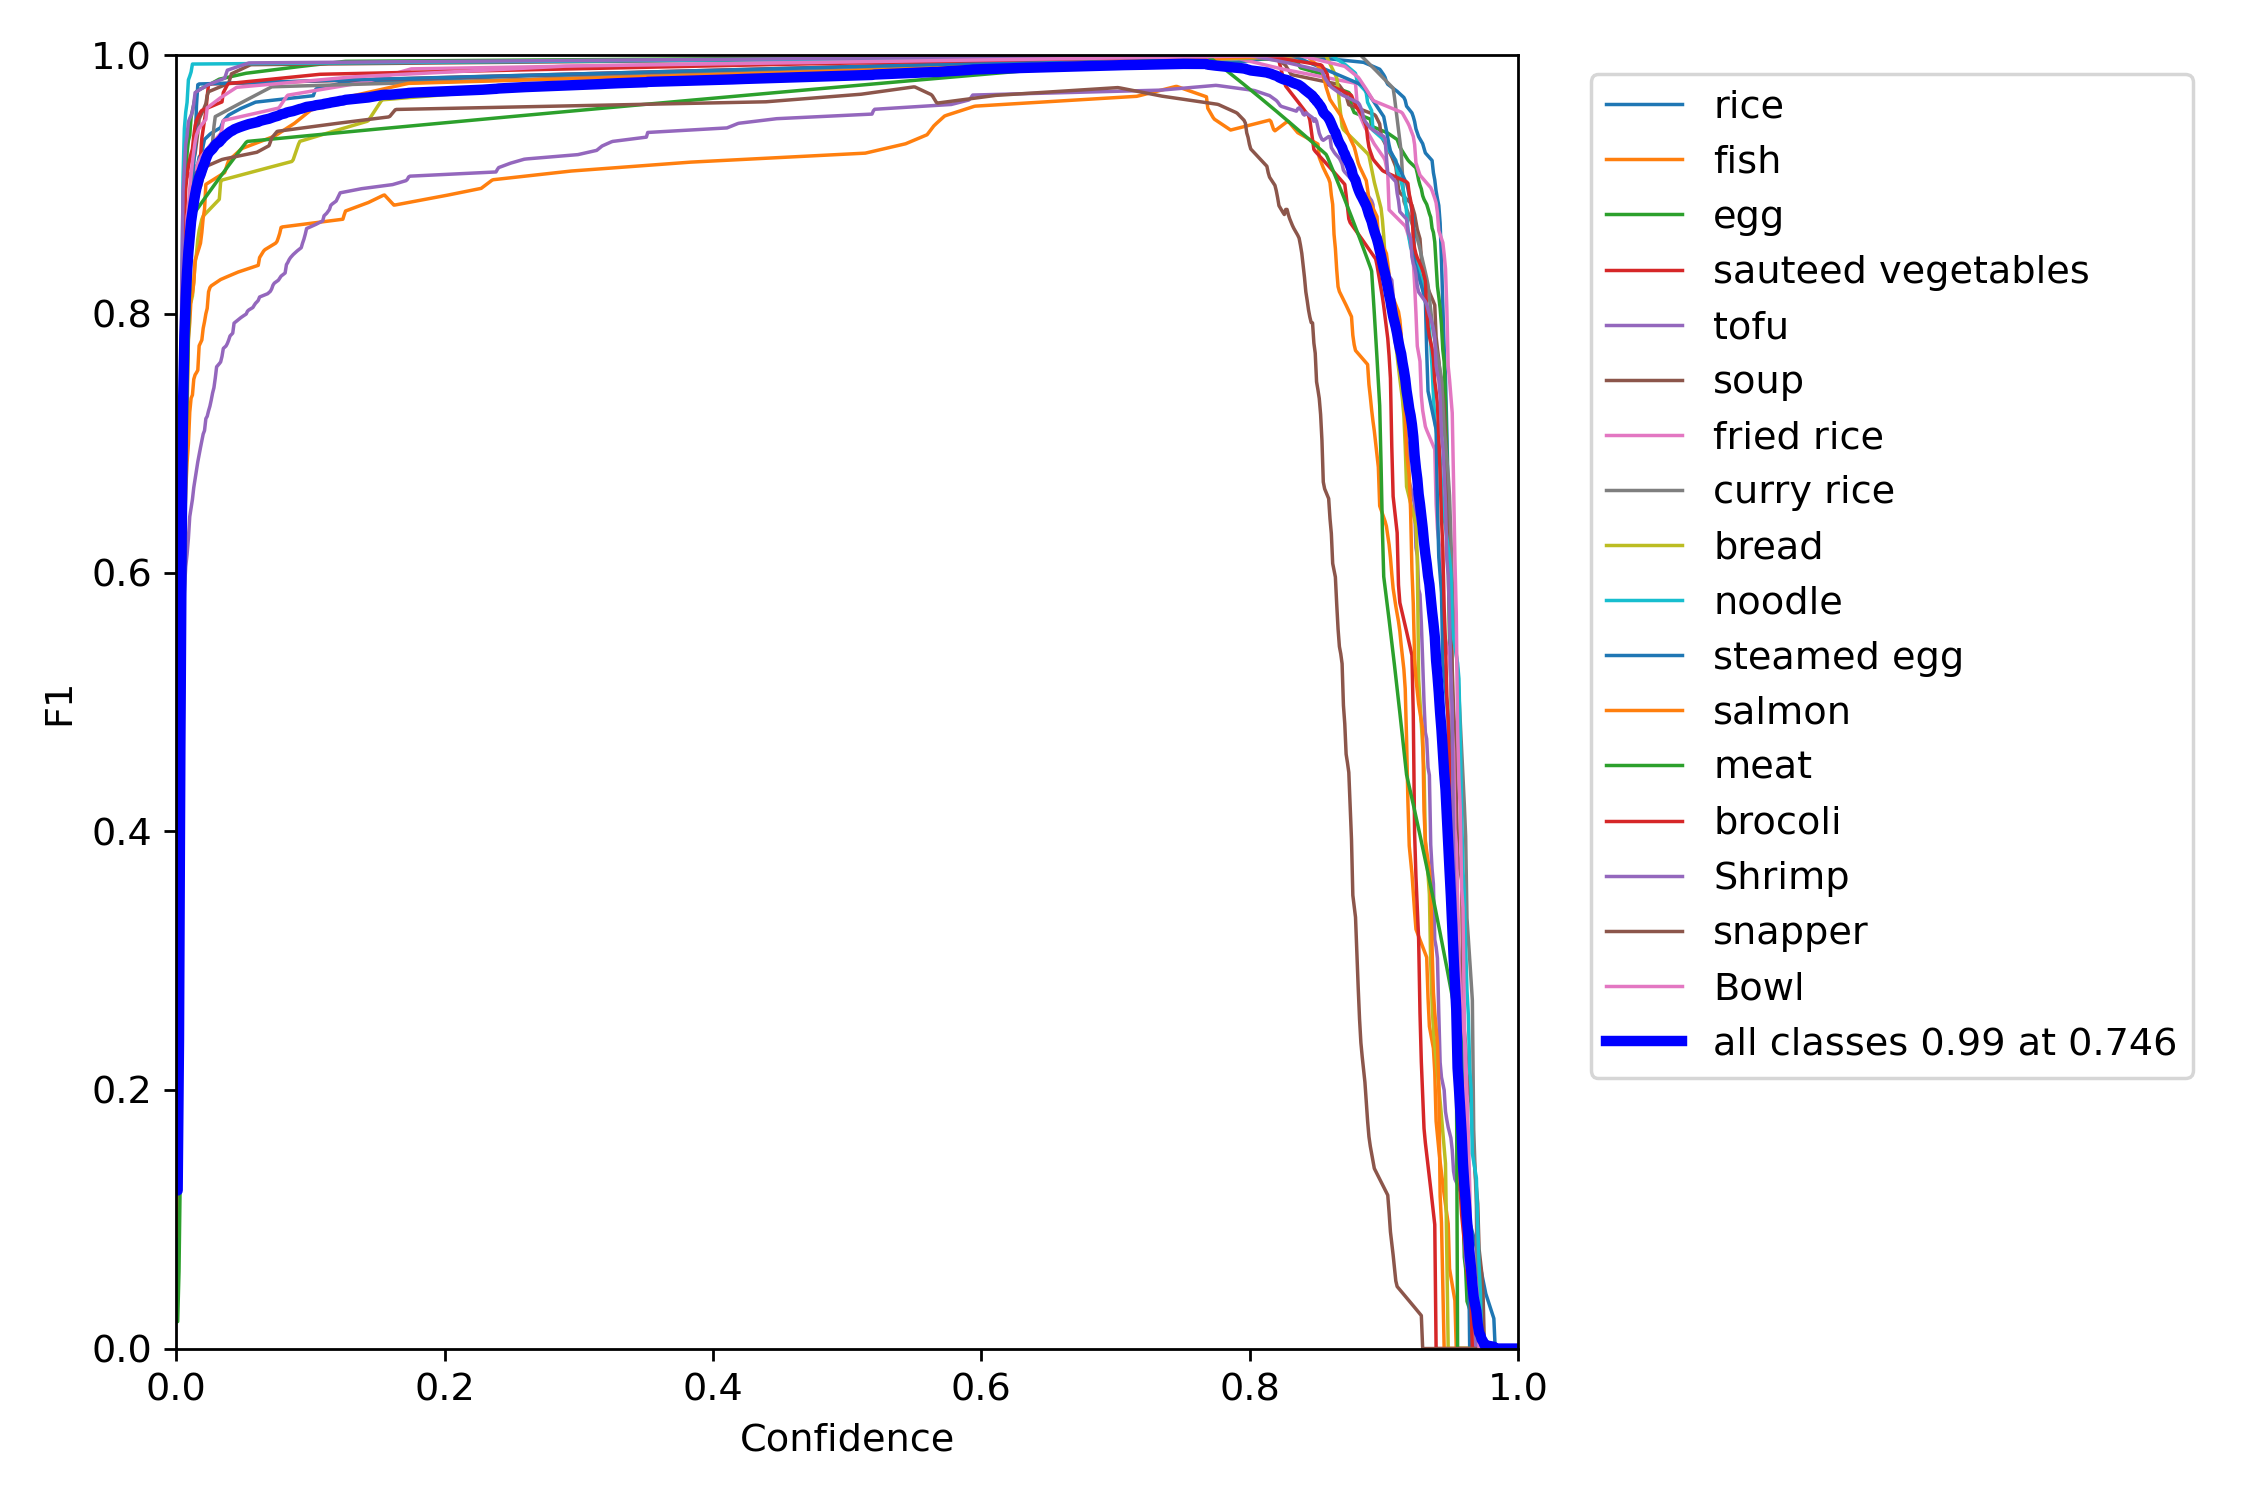 1.0
0.8
0.6
0.4
0.2
0.0
F1
0.0 0.2 0.4 0.6 0.8 1.0
Confidence
rice
fish
egg
sauteed vegetables
tofu
soup
fried rice
curry rice
bread
noodle
steamed egg
salmon
meat
brocoli
Shrimp
snapper
Bowl
all classes 0.99 at 0.746